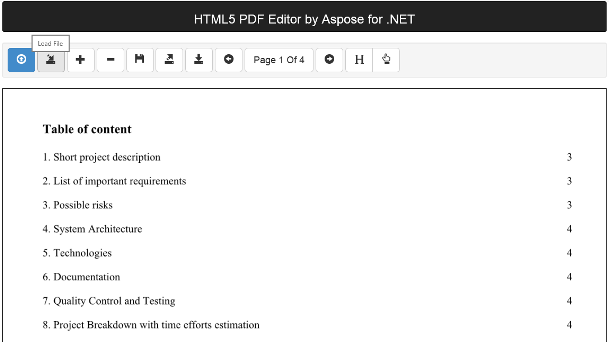 HTML5 PDF Editor by Aspose for .NET
Load File
Page 1 Of 4
H
Table of content
1. Short project description 3
2. List of important requirements 3
3. Possible risks 3
4. System Architecture 4
5. Technologies 4
6. Documentation 4
7. Quality Control and Testing 4
8. Project Breakdown with time efforts estimation 4